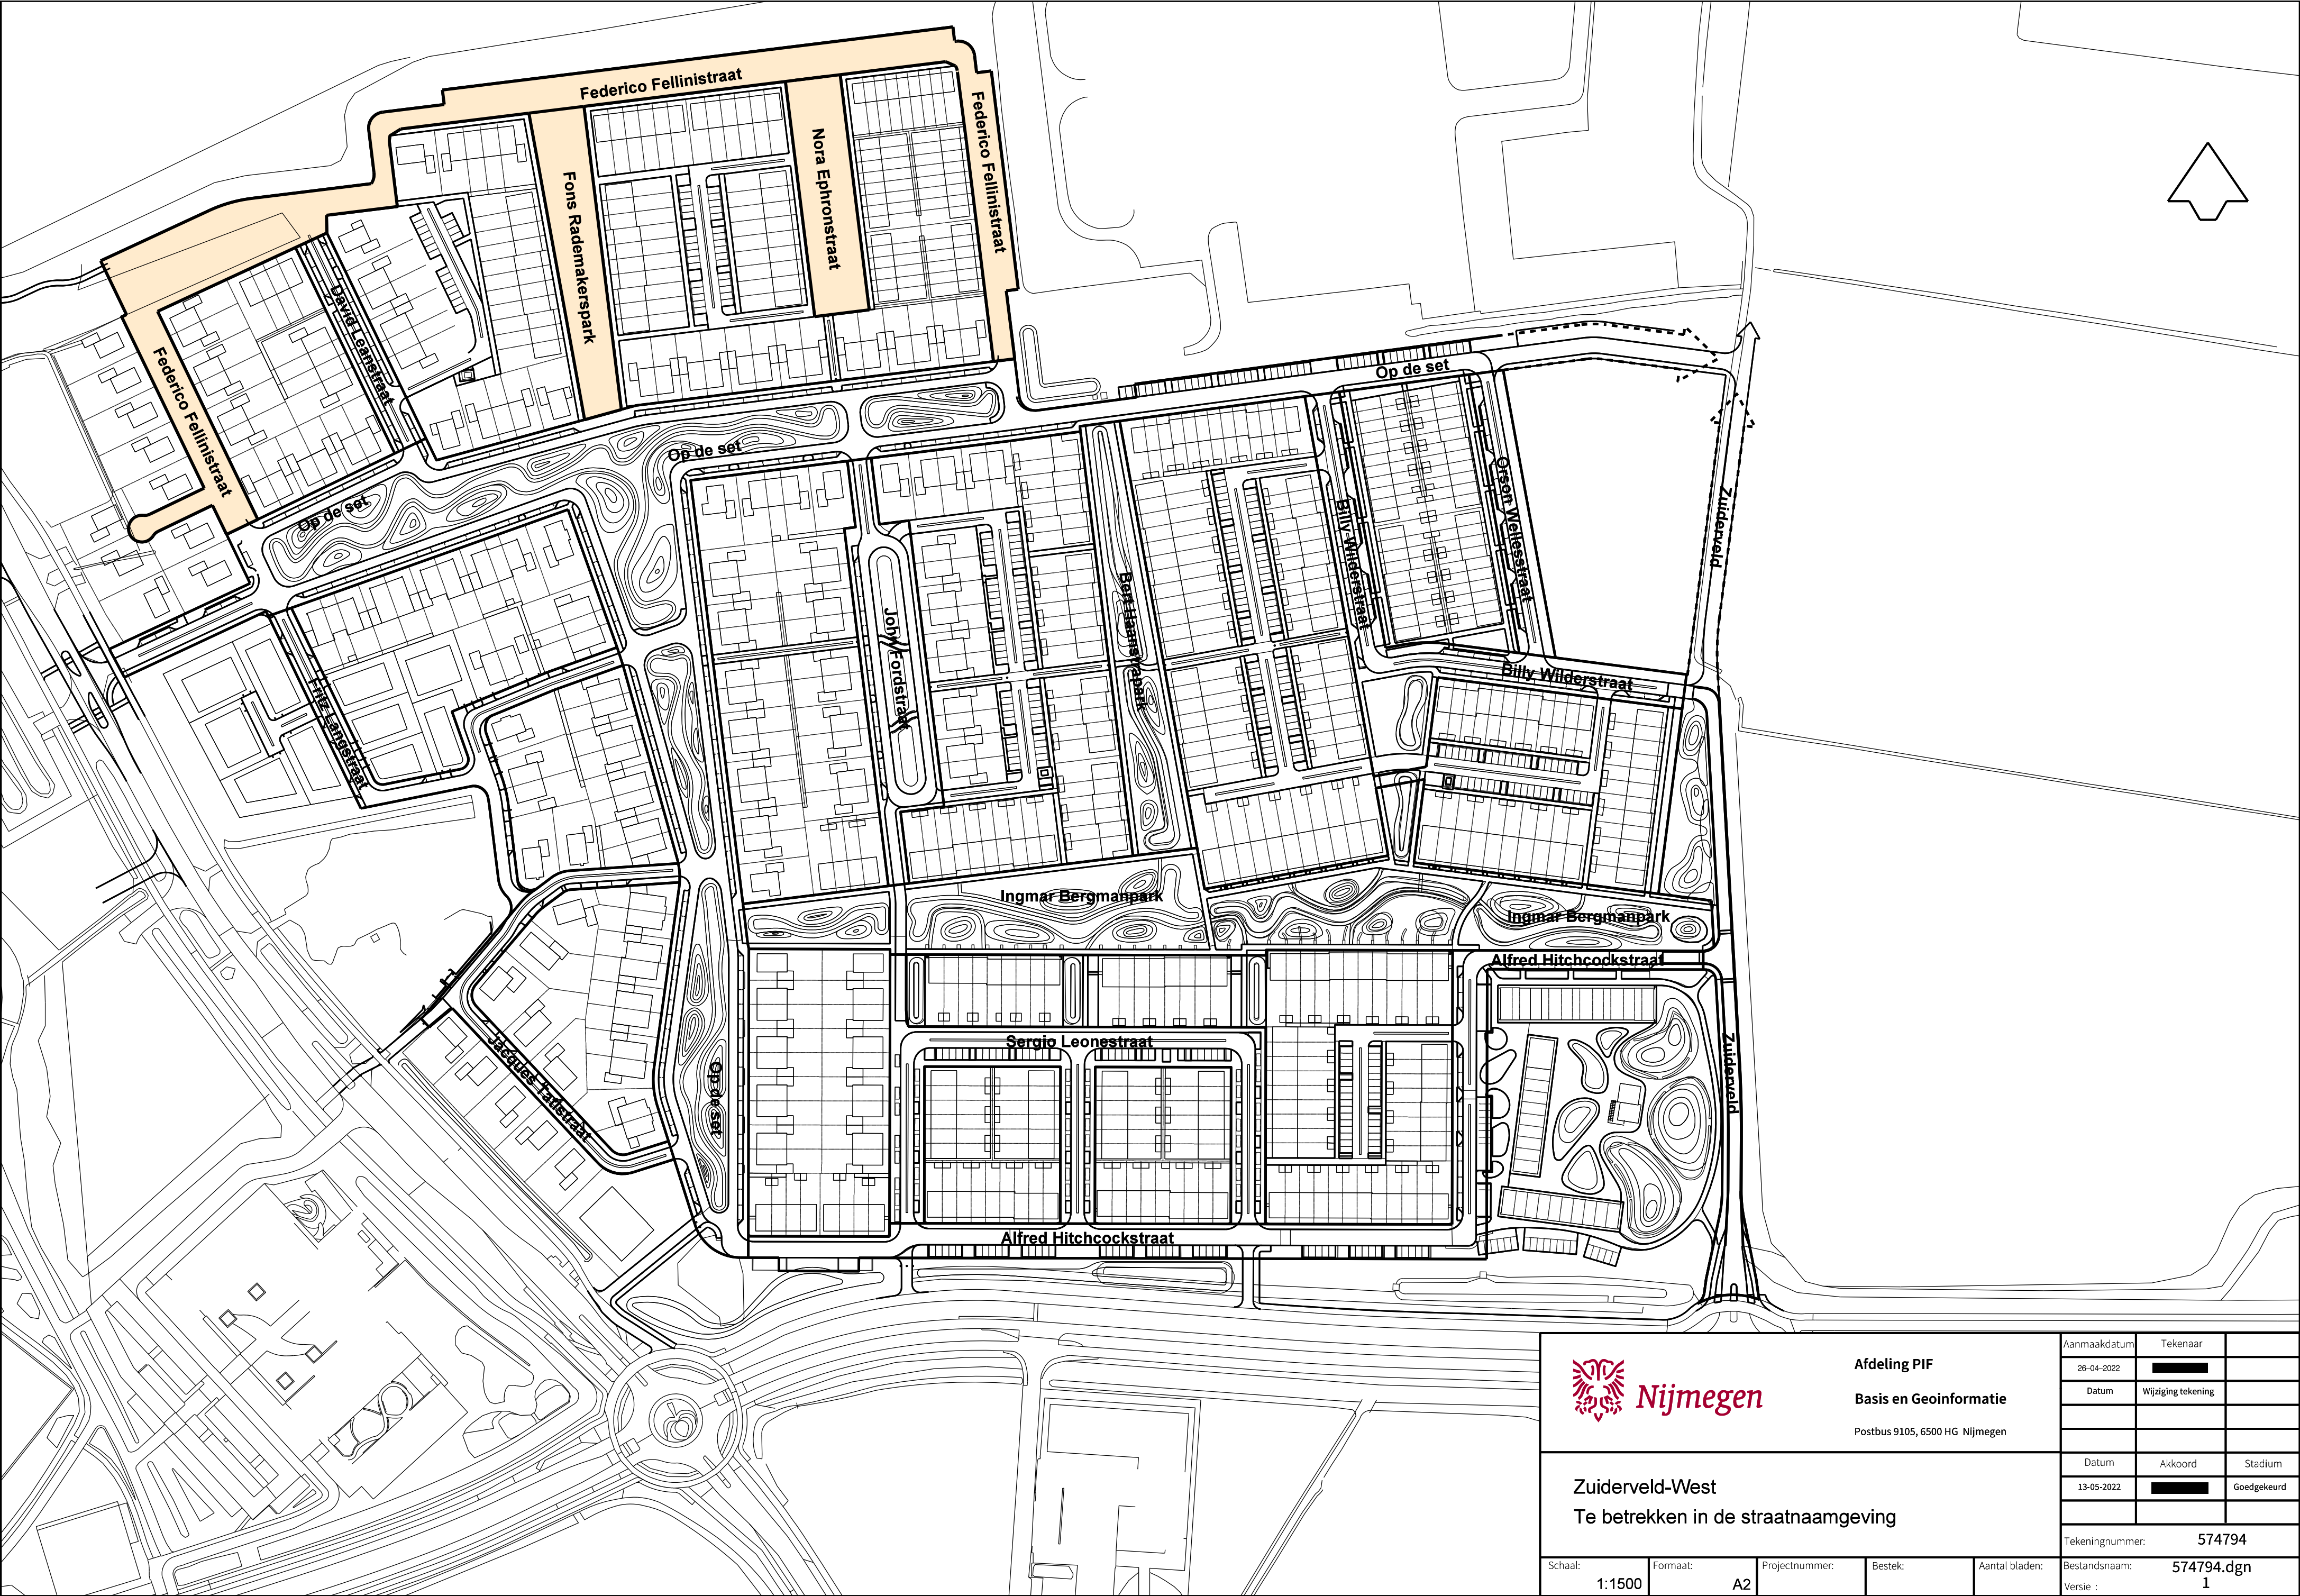 Federico Fellinistraat
Federico Fellinistraat
Fons Rademakerspark
Nora Ephronstraat
David Leanstraat
Federico Fellinistraat
Op de set
Op de set
Op de set
Billy Wilderstraat
Orson Wellesstraat
Zuiderveld
Bert Haanstrapark
John Fordstraat
Billy Wilderstraat
Fritz Langstraat
Ingmar Bergmanpark
Ingmar Bergmanpark
Alfred Hitchcockstraat
Sergio Leonestraat
Jacques Tatistraat
Op de set
Zuiderveld
Alfred Hitchcockstraat
Nijmegen
Afdeling PIF
Basis en Geoinformatie
Postbus 9105, 6500 HG Nijmegen
Zuiderveld-West
Te betrekken in de straatnaamgeving
Schaal:
1:1500
Formaat:
A2
Projectnummer:
Bestek:
Aantal bladen:
Aanmaakdatum Tekenaar
26-04-2022
Datum Wijziging tekening
Datum Akkoord Stadium
13-05-2022 Goedgekeurd
Tekeningnummer: 574794
Bestandsnaam: 574794.dgn
Versie : 1